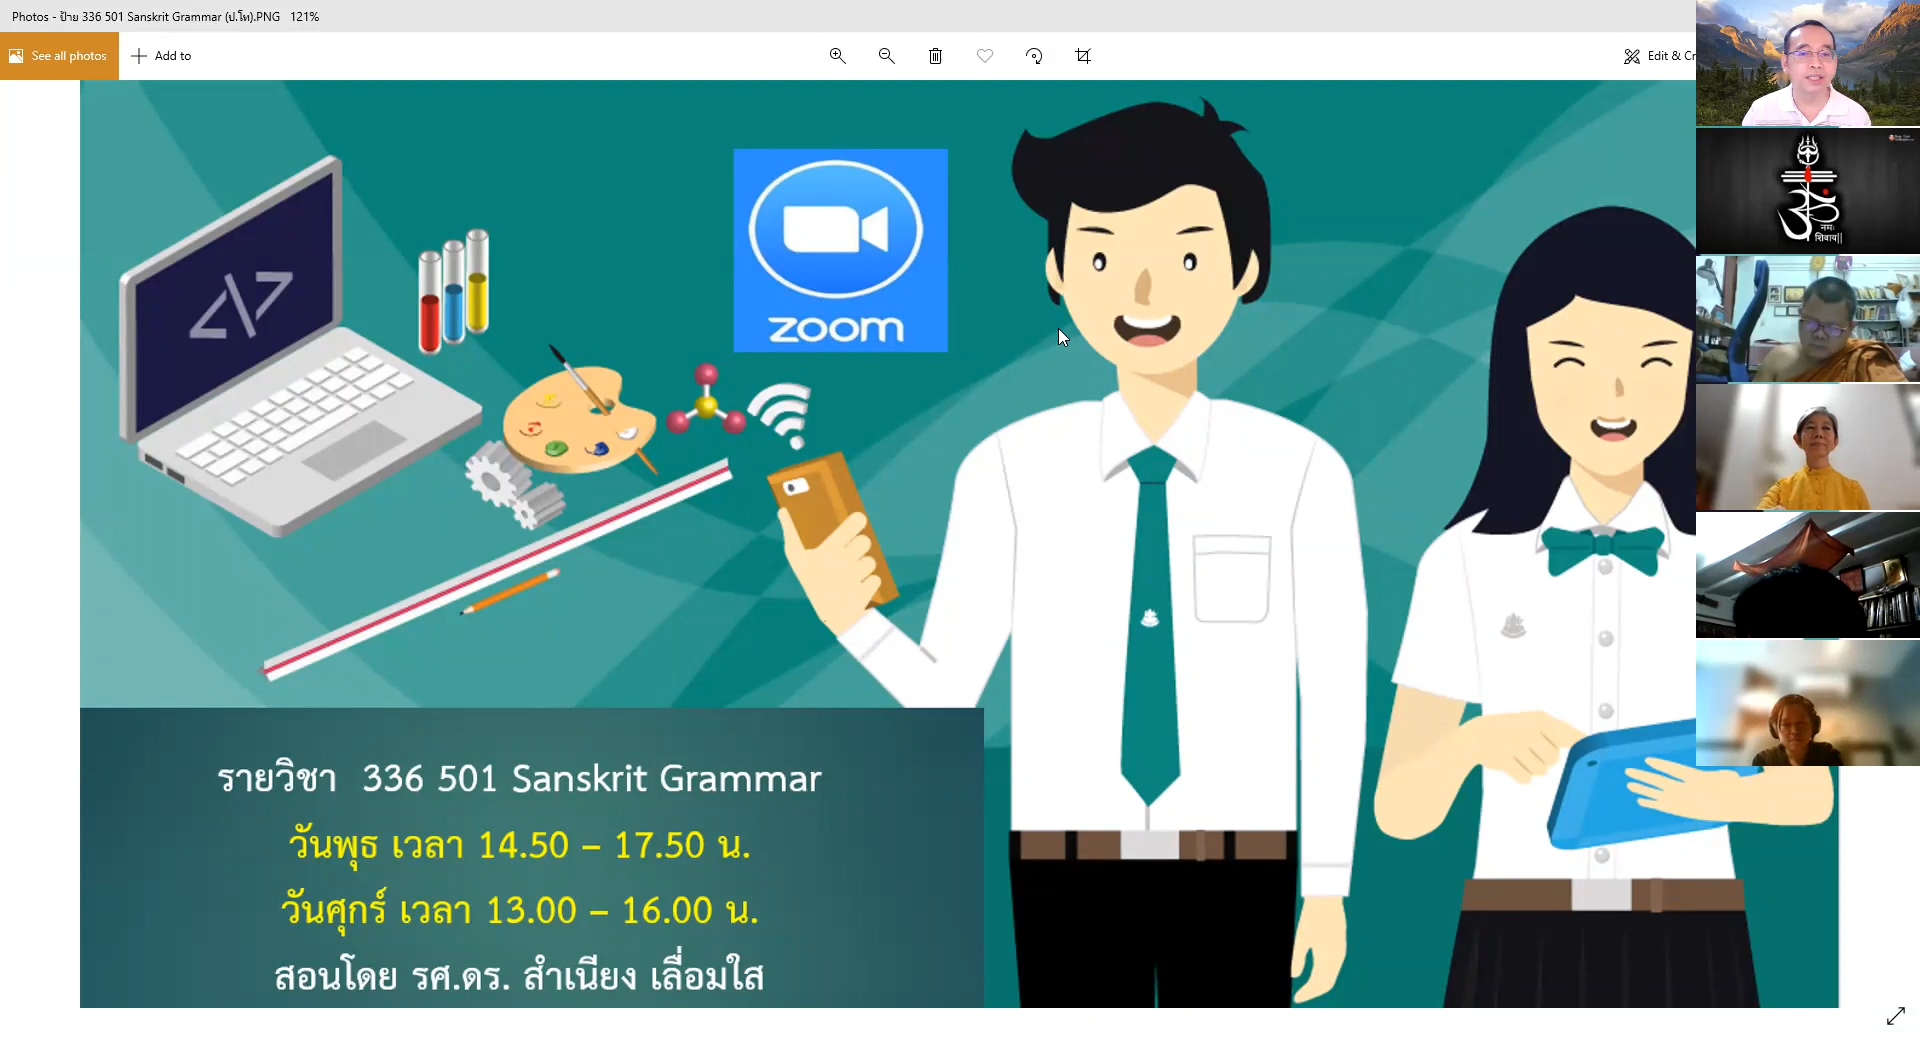 Photos - ป้าย 336 501 Sanskrit Grammar (ป.โท).PNG 121%
See all photos
Add to
Edit & Cr
zoom
नमः
शिवाय||
รายวิชา 336 501 Sanskrit Grammar
วันพุธ เวลา 14.50 – 17.50 น.
วันศุกร์ เวลา 13.00 – 16.00 น.
สอนโดย รศ.ดร. สำเนียง เลื่อมใส